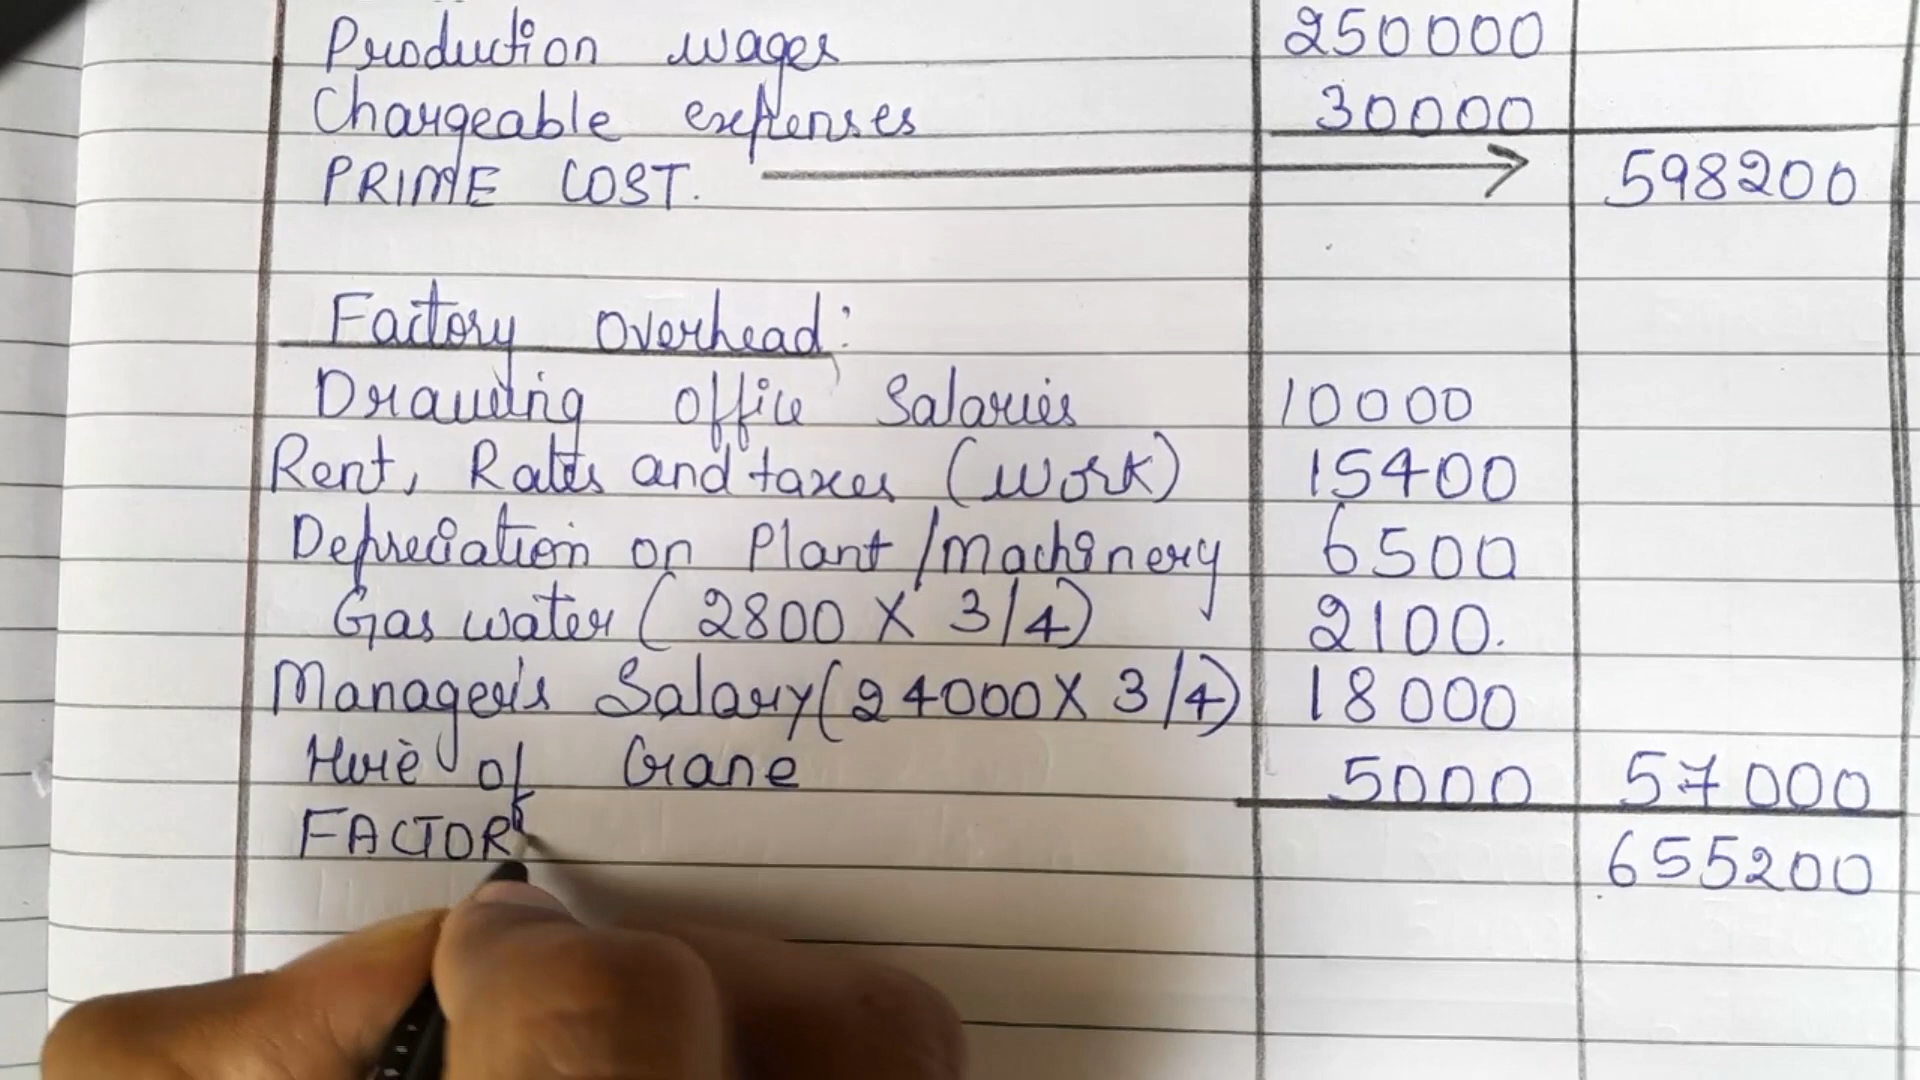 Production wages 250000
Chargeable expenses 30000
PRIME COST. 598200
Factory Overhead:
Drawing office Salaries 10000
Rent, Rates and taxes (work) 15400
Depreciation on Plant/Machinery 6500
Gas water (2800 X 3/4) 2100.
Manager's Salary (24000 X 3/4) 18000
Hire of Crane 5000 57000
FACTOR 655200